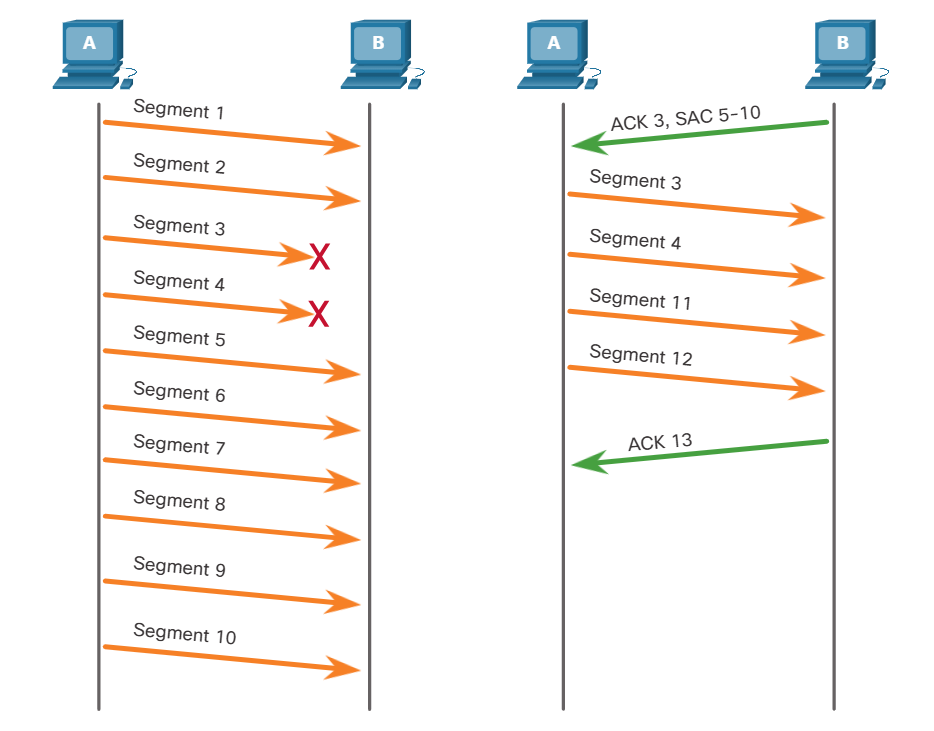 A
B
Segment 1
Segment 2
Segment 3
X
Segment 4
X
Segment 5
Segment 6
Segment 7
Segment 8
Segment 9
Segment 10
A
B
ACK 3, SAC 5-10
Segment 3
Segment 4
Segment 11
Segment 12
ACK 13